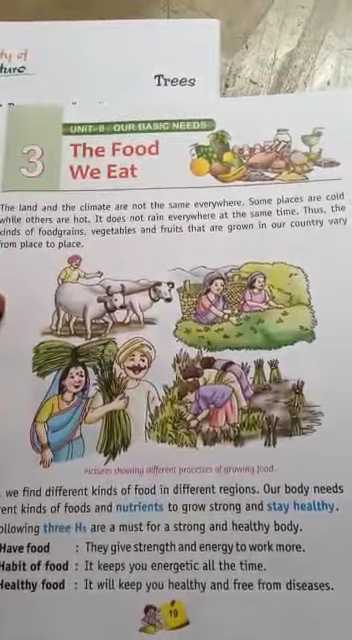 ty of
ture
Trees
UNIT-II : OUR BASIC NEEDS
3
The Food
We Eat
The land and the climate are not the same everywhere. Some places are cold
while others are hot. It does not rain everywhere at the same time. Thus, the
kinds of foodgrains, vegetables and fruits that are grown in our country vary
from place to place.
Pictures showing different processes of growing food.
we find different kinds of food in different regions. Our body needs
ent kinds of foods and nutrients to grow strong and stay healthy.
ollowing three Hs are a must for a strong and healthy body.
Have food : They give strength and energy to work more.
Habit of food : It keeps you energetic all the time.
Healthy food : It will keep you healthy and free from diseases.
19